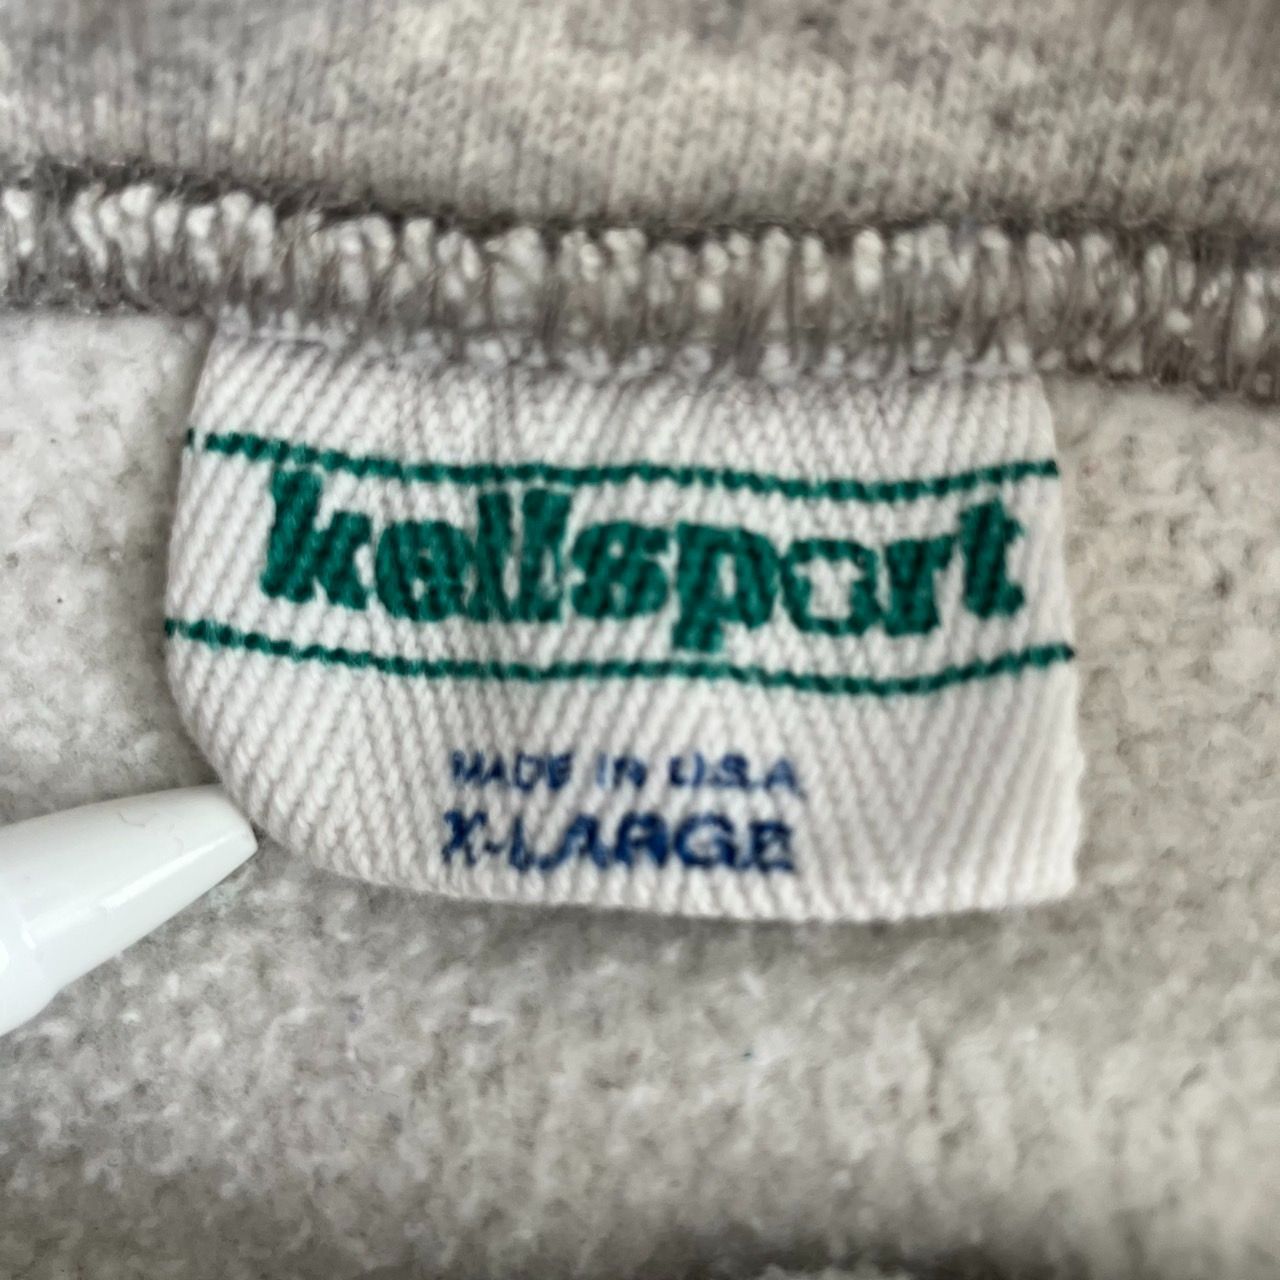 kellsport
MADE IN U.S.A
X-LARGE